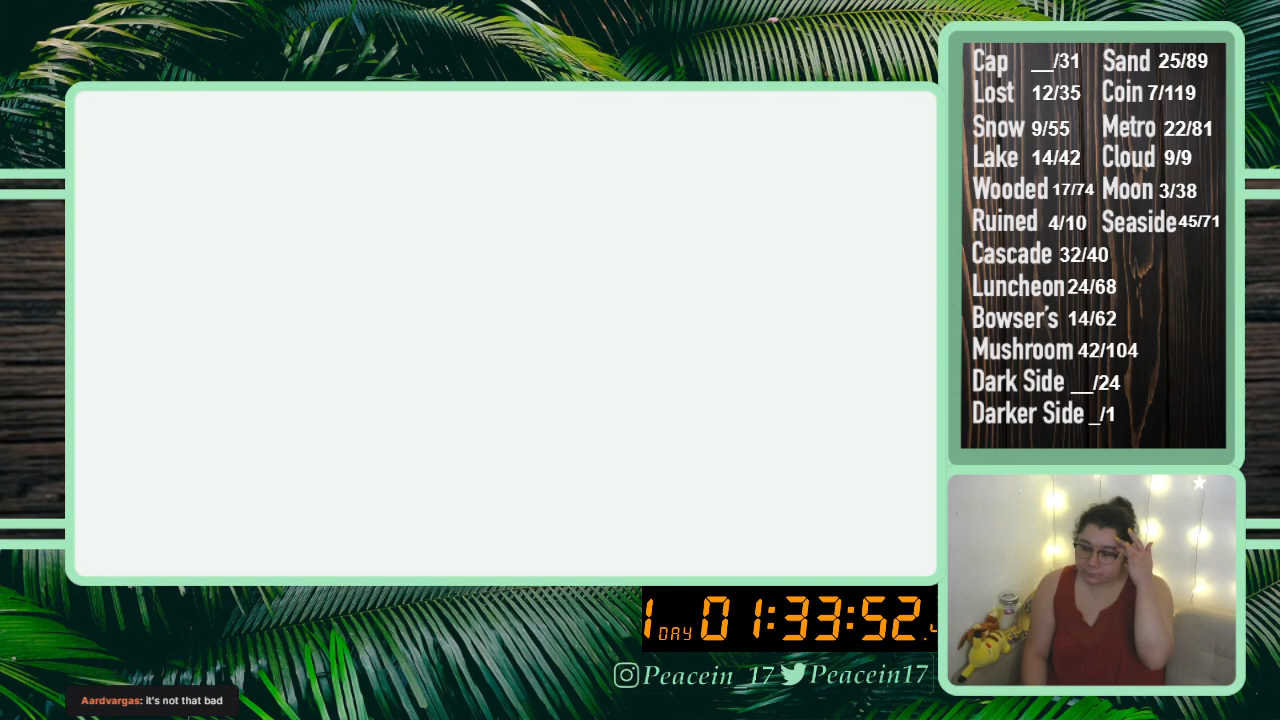 Cap __/31 Sand 25/89
Lost 12/35 Coin 7/119
Snow 9/55 Metro 22/81
Lake 14/42 Cloud 9/9
Wooded 17/74 Moon 3/38
Ruined 4/10 Seaside 45/71
Cascade 32/40
Luncheon 24/68
Bowser's 14/62
Mushroom 42/104
Dark Side __/24
Darker Side _/1
1 DAY 01:33:52.
Peacein_17 Peacein17
Aardvargas: it's not that bad